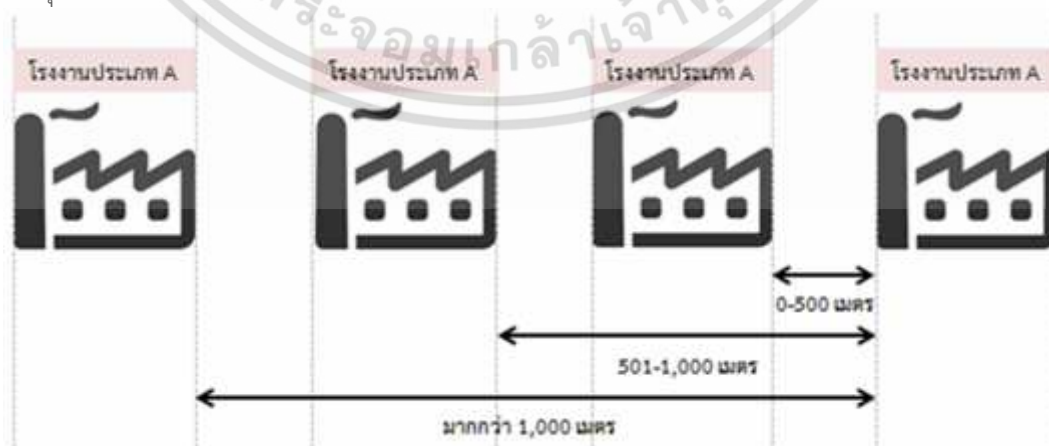 โรงงานประเภท A
โรงงานประเภท A
โรงงานประเภท A
โรงงานประเภท A
0-500 เมตร
501-1,000 เมตร
มากกว่า 1,000 เมตร